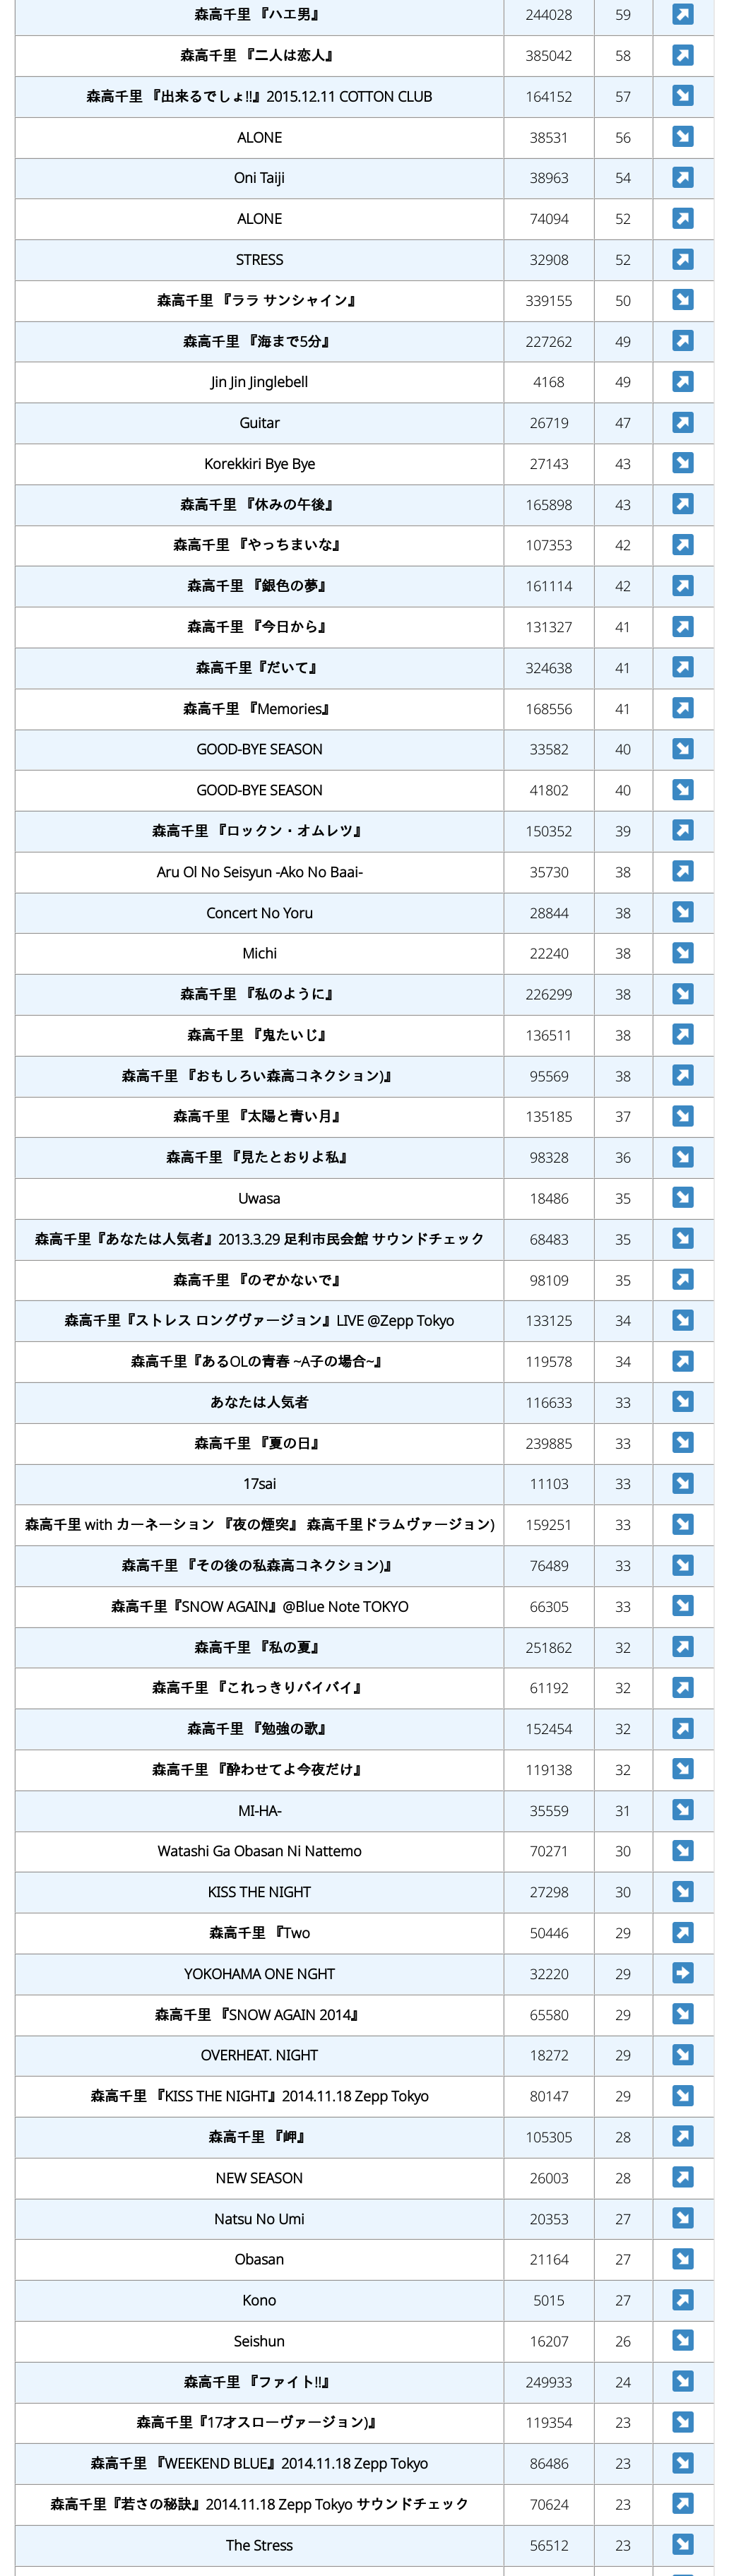 森高千里 『ハエ男』 244028 59
森高千里 『二人は恋人』 385042 58
森高千里 『出来るでしょ!!』2015.12.11 COTTON CLUB 164152 57
ALONE 38531 56
Oni Taiji 38963 54
ALONE 74094 52
STRESS 32908 52
森高千里 『ララ サンシャイン』 339155 50
森高千里 『海まで5分』 227262 49
Jin Jin Jinglebell 4168 49
Guitar 26719 47
Korekkiri Bye Bye 27143 43
森高千里 『休みの午後』 165898 43
森高千里 『やっちまいな』 107353 42
森高千里 『銀色の夢』 161114 42
森高千里 『今日から』 131327 41
森高千里『だいて』 324638 41
森高千里 『Memories』 168556 41
GOOD-BYE SEASON 33582 40
GOOD-BYE SEASON 41802 40
森高千里 『ロックン・オムレツ』 150352 39
Aru Ol No Seisyun -Ako No Baai- 35730 38
Concert No Yoru 28844 38
Michi 22240 38
森高千里 『私のように』 226299 38
森高千里 『鬼たいじ』 136511 38
森高千里 『おもしろい森高コネクション)』 95569 38
森高千里 『太陽と青い月』 135185 37
森高千里 『見たとおりよ私』 98328 36
Uwasa 18486 35
森高千里『あなたは人気者』2013.3.29 足利市民会館 サウンドチェック 68483 35
森高千里 『のぞかないで』 98109 35
森高千里『ストレス ロングヴァージョン』LIVE @Zepp Tokyo 133125 34
森高千里『あるOLの青春 ~A子の場合~』 119578 34
あなたは人気者 116633 33
森高千里 『夏の日』 239885 33
17sai 11103 33
森高千里 with カーネーション 『夜の煙突』 森高千里ドラムヴァージョン) 159251 33
森高千里 『その後の私森高コネクション)』 76489 33
森高千里『SNOW AGAIN』@Blue Note TOKYO 66305 33
森高千里 『私の夏』 251862 32
森高千里 『これっきりバイバイ』 61192 32
森高千里 『勉強の歌』 152454 32
森高千里 『酔わせてよ今夜だけ』 119138 32
MI-HA- 35559 31
Watashi Ga Obasan Ni Nattemo 70271 30
KISS THE NIGHT 27298 30
森高千里 『Two 50446 29
YOKOHAMA ONE NGHT 32220 29
森高千里 『SNOW AGAIN 2014』 65580 29
OVERHEAT. NIGHT 18272 29
森高千里 『KISS THE NIGHT』2014.11.18 Zepp Tokyo 80147 29
森高千里 『岬』 105305 28
NEW SEASON 26003 28
Natsu No Umi 20353 27
Obasan 21164 27
Kono 5015 27
Seishun 16207 26
森高千里 『ファイト!!』 249933 24
森高千里『17才スローヴァージョン)』 119354 23
森高千里 『WEEKEND BLUE』2014.11.18 Zepp Tokyo 86486 23
森高千里『若さの秘訣』2014.11.18 Zepp Tokyo サウンドチェック 70624 23
The Stress 56512 23